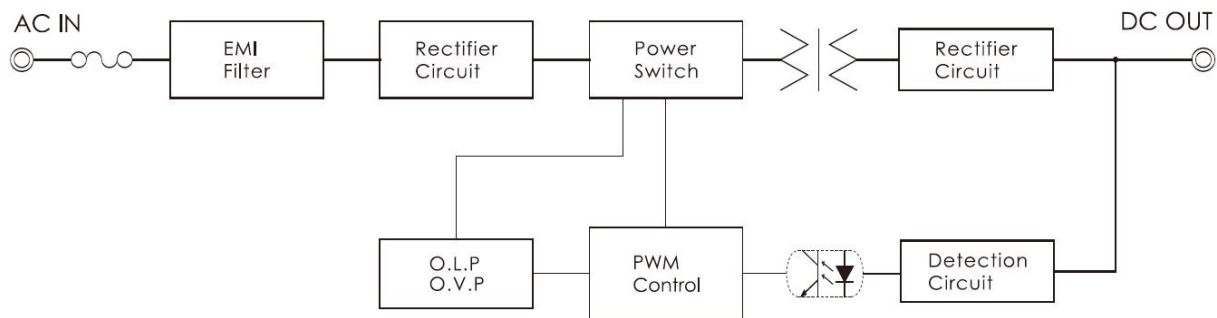 AC IN
DC OUT
EMI
Filter
Rectifier
Circuit
Power
Switch
Rectifier
Circuit
O.L.P
O.V.P
PWM
Control
Detection
Circuit